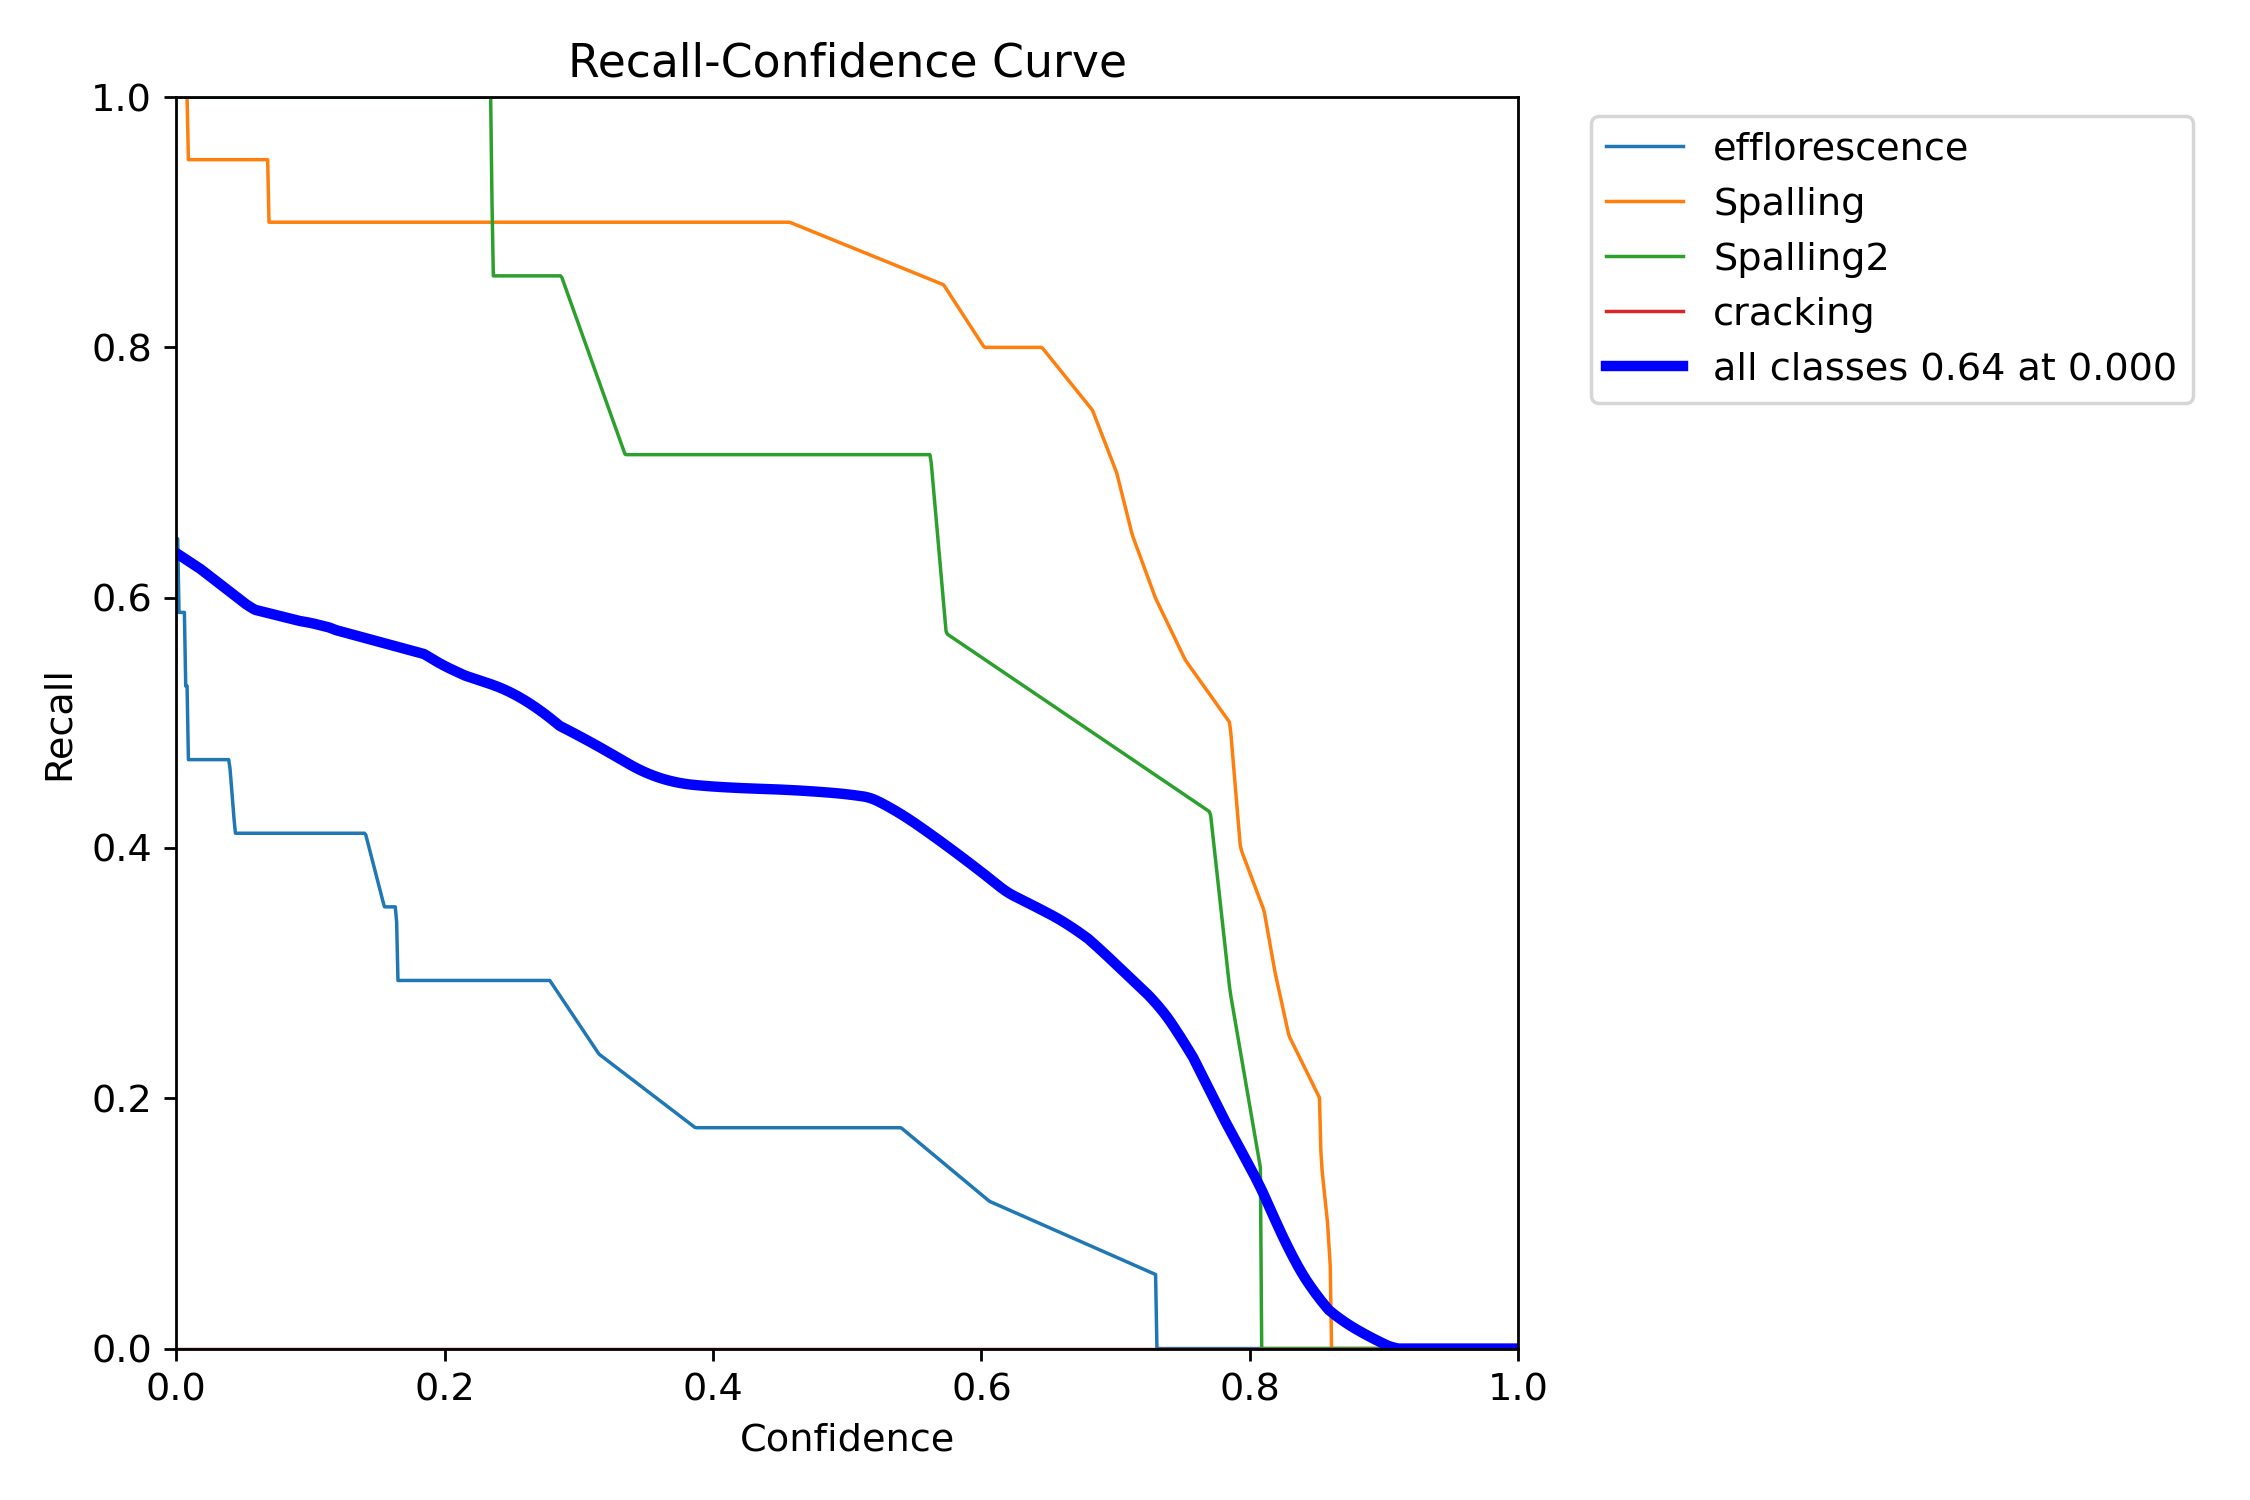 Recall-Confidence Curve
1.0
0.8
0.6
0.4
0.2
0.0
Recall
0.0 0.2 0.4 0.6 0.8 1.0
Confidence
efflorescence
Spalling
Spalling2
cracking
all classes 0.64 at 0.000